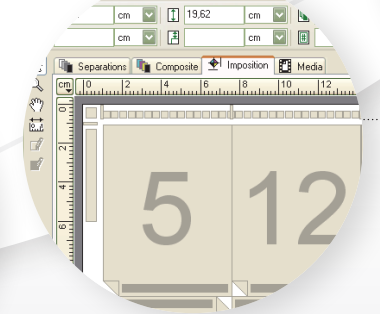 cm 19,62 cm
cm cm
Separations Composite Imposition Media
cm 0 2 4 6 8 10 12
0
2
4
6
5 12